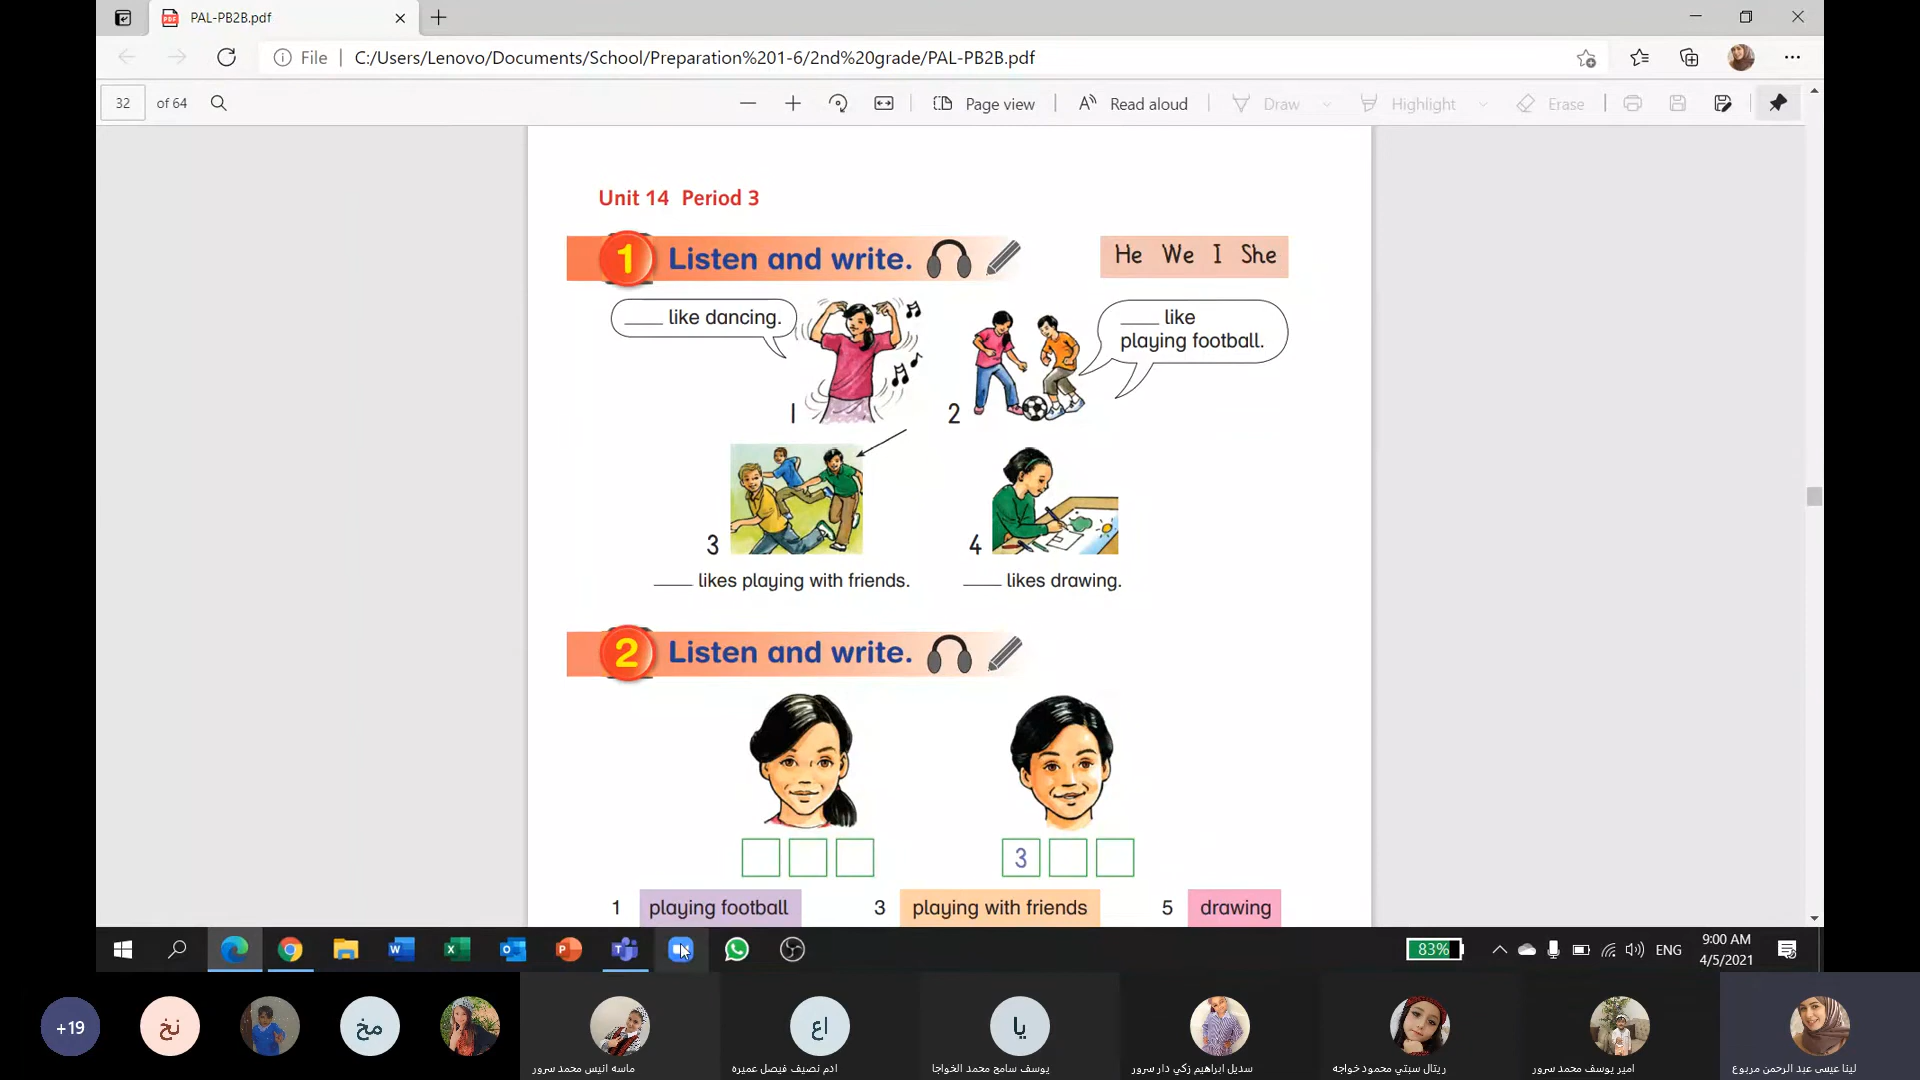 PAL-PB2B.pdf
File
C:/Users/Lenovo/Documents/School/Preparation%201-6/2nd%20grade/PAL-PB2B.pdf
32 of 64
Page view
Read aloud
Draw
Highlight
Erase
Unit 14 Period 3
1 Listen and write.
He We I She
____ like dancing.
1
____ like
playing football.
2
3
____ likes playing with friends.
4
____ likes drawing.
2 Listen and write.
3
1 playing football
3 playing with friends
5 drawing
83%
ENG
9:00 AM
4/5/2021
+19
نخ
مخ
اع
يا
ماسه انيس محمد سرور
ادم نصيف فيصل عميره
يوسف سامح محمد الخواجا
سديل ابراهيم زكي دار سرور
ريتال سبتي محمود خواجه
امير يوسف محمد سرور
لينا عيسى عبد الرحمن مربوع